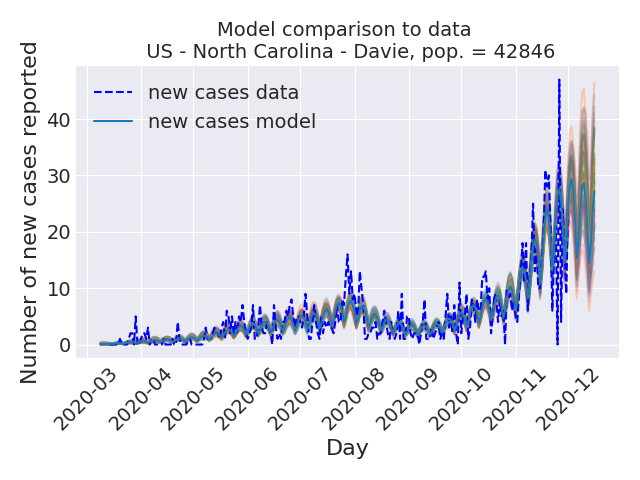 Model comparison to data
US - North Carolina - Davie, pop. = 42846
Number of new cases reported
40
30
20
10
0
new cases data
new cases model
2020-03
2020-04
2020-05
2020-06
2020-07
2020-08
2020-09
2020-10
2020-11
2020-12
Day